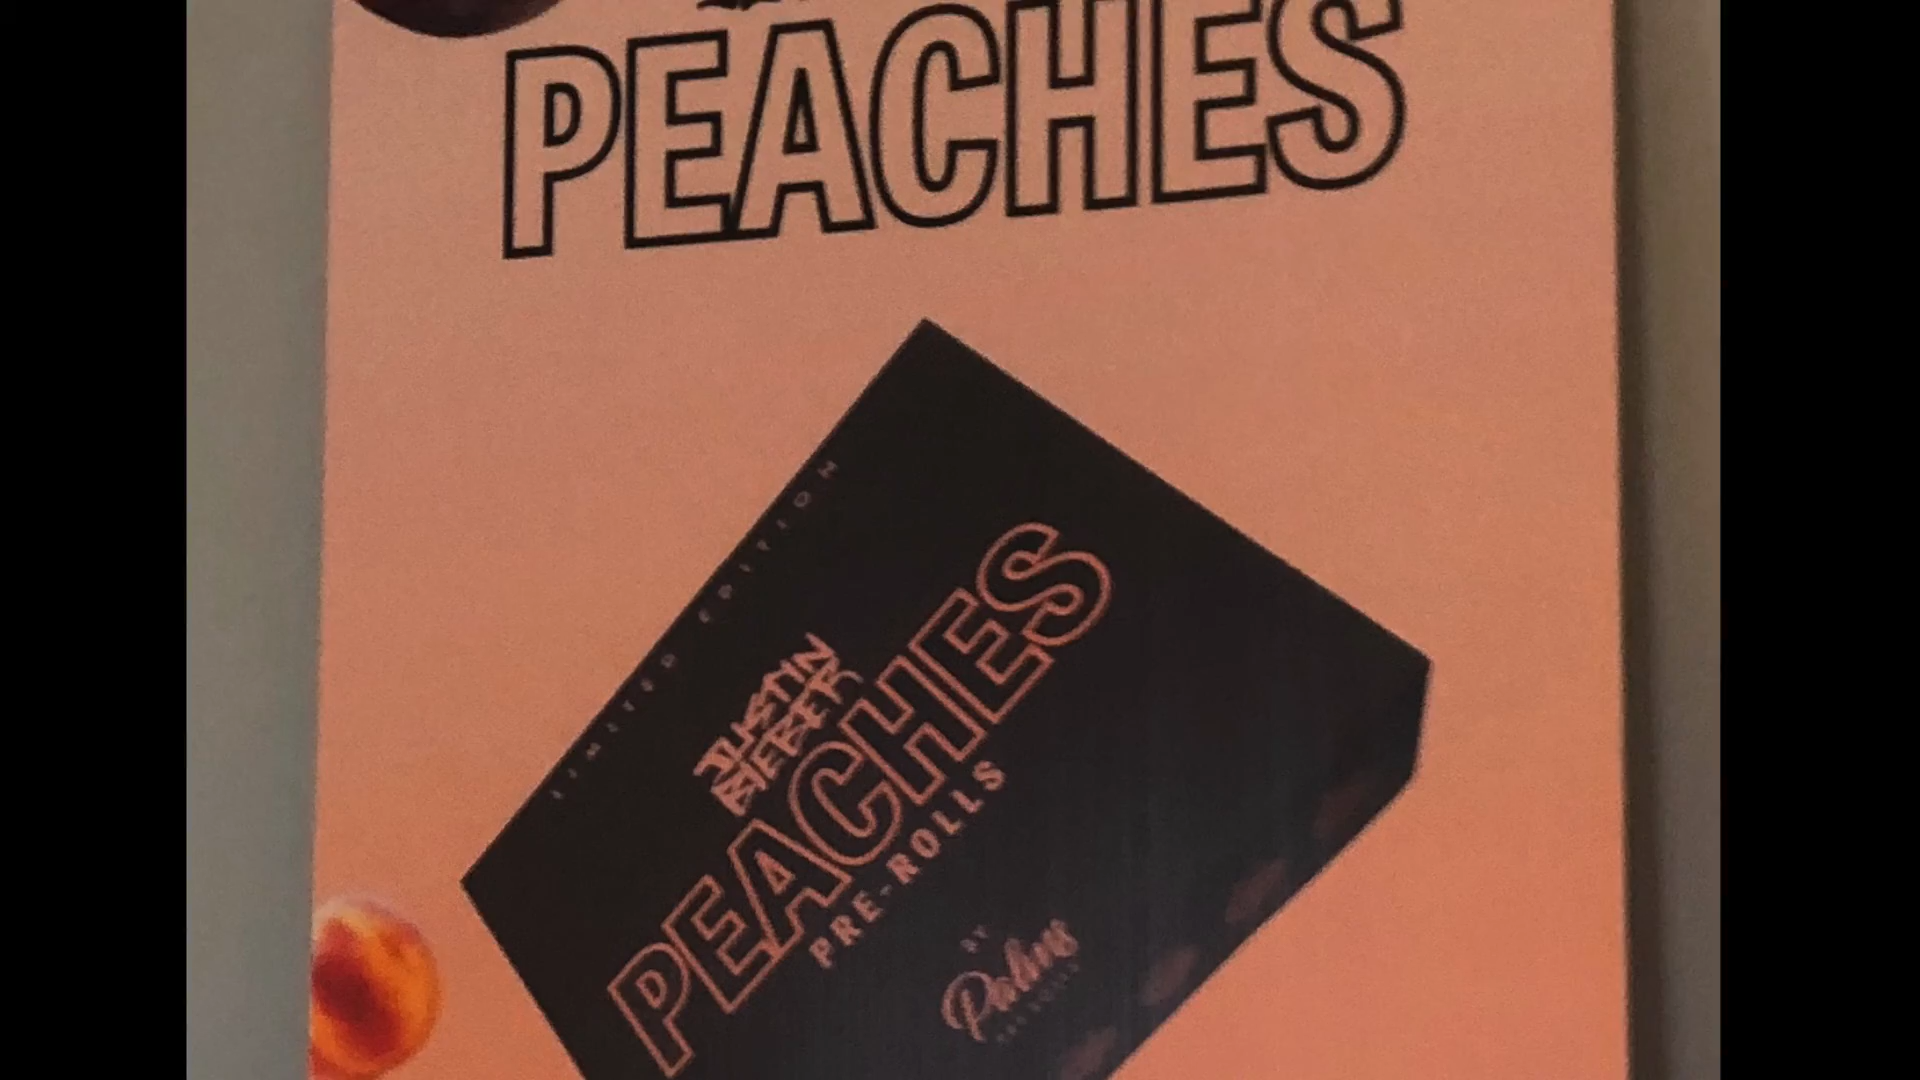 PEACHES
LIMITED EDITION
JUSTIN
BIEBER
PEACHES
PRE-ROLLS
BY
Palms